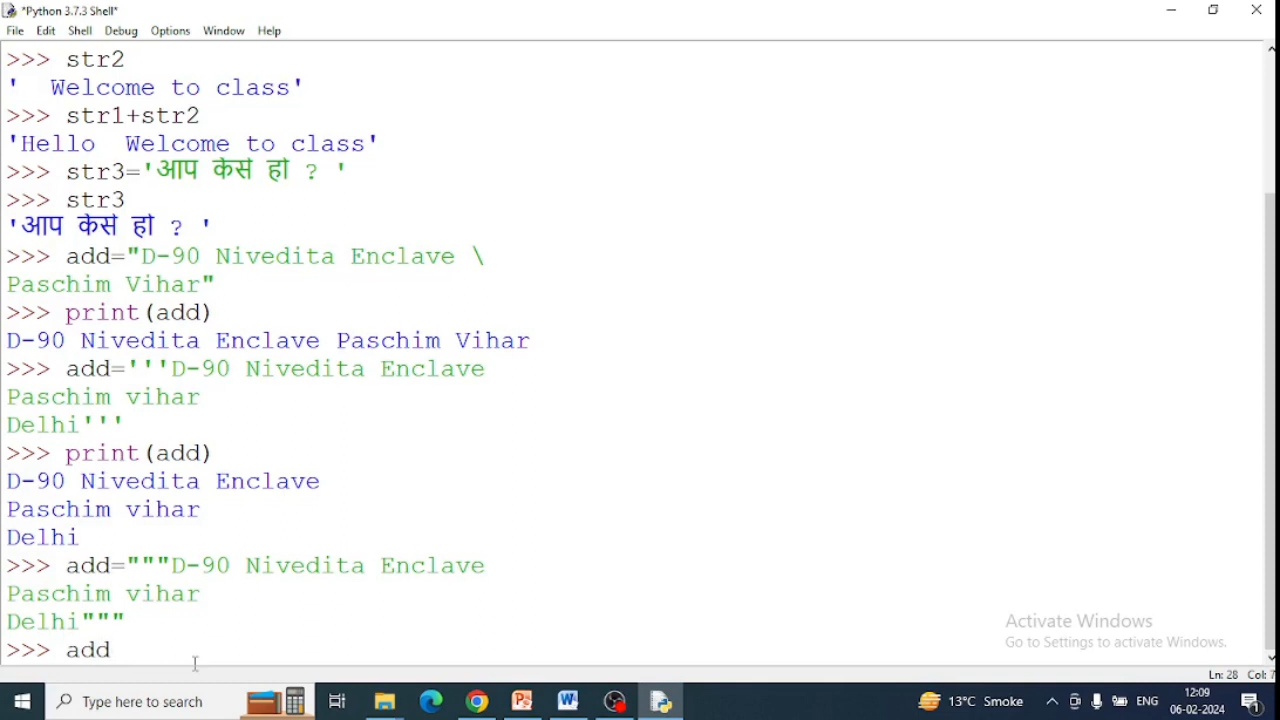 *Python 3.7.3 Shell*
File Edit Shell Debug Options Window Help
>>> str2
'  Welcome to class'
>>> str1+str2
'Hello  Welcome to class'
>>> str3='आप केसे हो ? '
>>> str3
'आप केसे हो ? '
>>> add="D-90 Nivedita Enclave \
Paschim Vihar"
>>> print(add)
D-90 Nivedita Enclave Paschim Vihar
>>> add='''D-90 Nivedita Enclave
Paschim vihar
Delhi'''
>>> print(add)
D-90 Nivedita Enclave
Paschim vihar
Delhi
>>> add="""D-90 Nivedita Enclave
Paschim vihar
Delhi"""
>>> add
Activate Windows
Go to Settings to activate Windows.
Ln: 28 Col: 7
Type here to search
13°C Smoke
ENG
12:09
06-02-2024
1